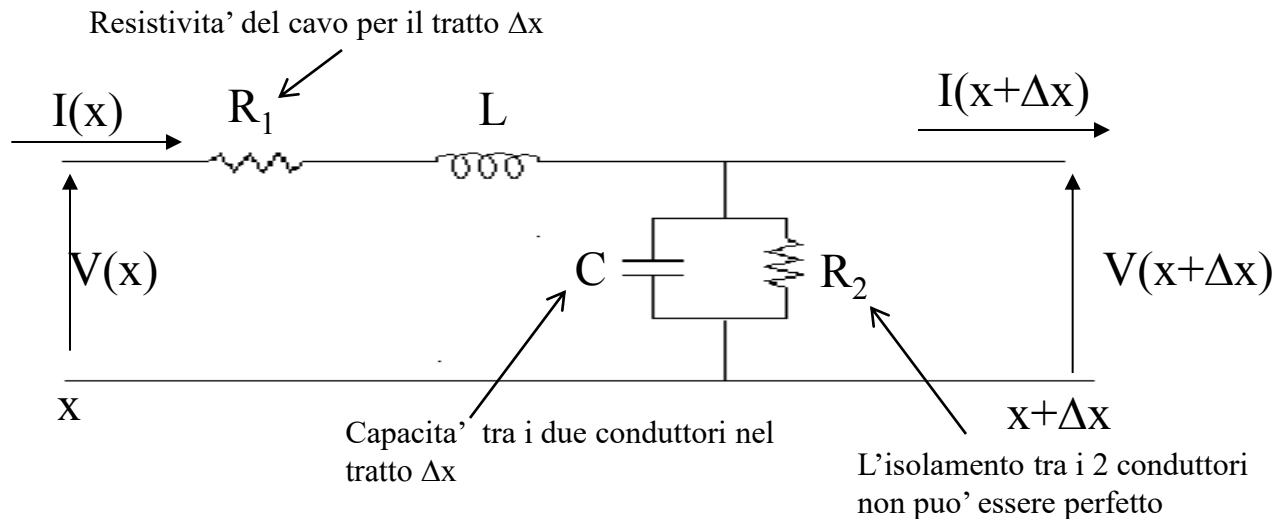 Resistivita’ del cavo per il tratto Δx
I(x)
R₁
L
I(x+Δx)
V(x)
C
R₂
V(x+Δx)
x
x+Δx
Capacita’ tra i due conduttori nel
tratto Δx
L’isolamento tra i 2 conduttori
non puo’ essere perfetto